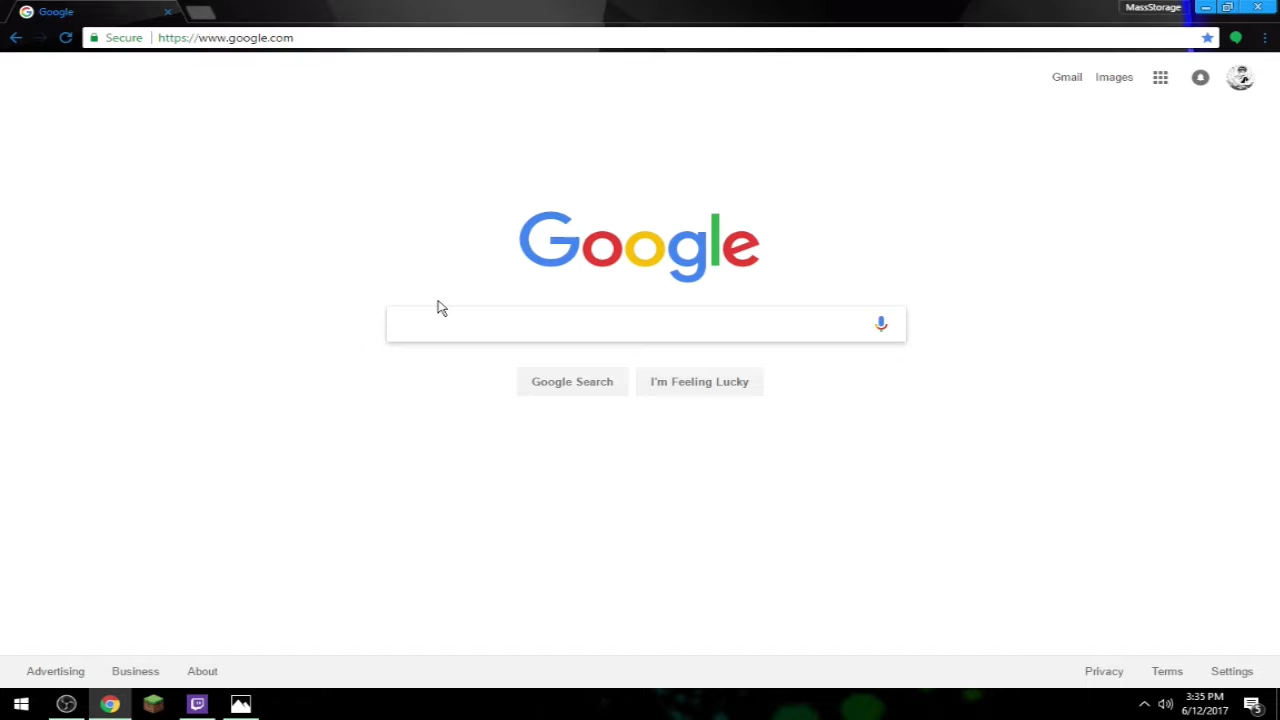 Google
MassStorage
Secure
https://www.google.com
Gmail
Images
Google
Google Search
I'm Feeling Lucky
Advertising
Business
About
Privacy
Terms
Settings
3:35 PM
6/12/2017
5